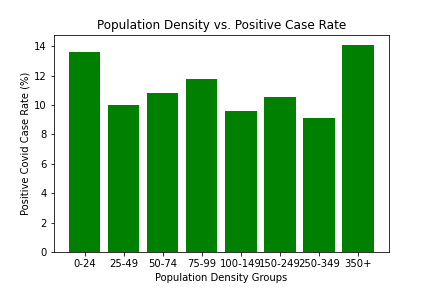 Population Density vs. Positive Case Rate
Positive Covid Case Rate (%)
14
12
10
8
6
4
2
0
0-24 25-49 50-74 75-99 100-149 150-249 250-349 350+
Population Density Groups